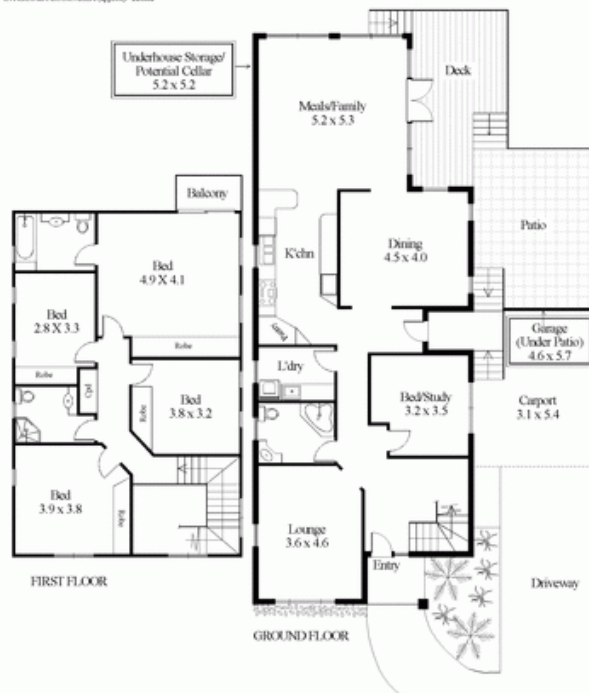 Underhouse Storage/
Potential Cellar
5.2 x 5.2
Deck
Meals/Family
5.2 x 5.3
Balcony
Patio
K'chn
Dining
4.5 x 4.0
Bed
4.9 X 4.1
Bed
2.8 X 3.3
Robe
Pantry
Garage
(Under Patio)
4.6 x 5.7
L'dry
Robe
Cpd
Robe
Bed
3.8 x 3.2
Bed/Study
3.2 x 3.5
Carport
3.1 x 5.4
Bed
3.9 x 3.8
Robe
Lounge
3.6 x 4.6
Entry
Driveway
FIRST FLOOR
GROUND FLOOR